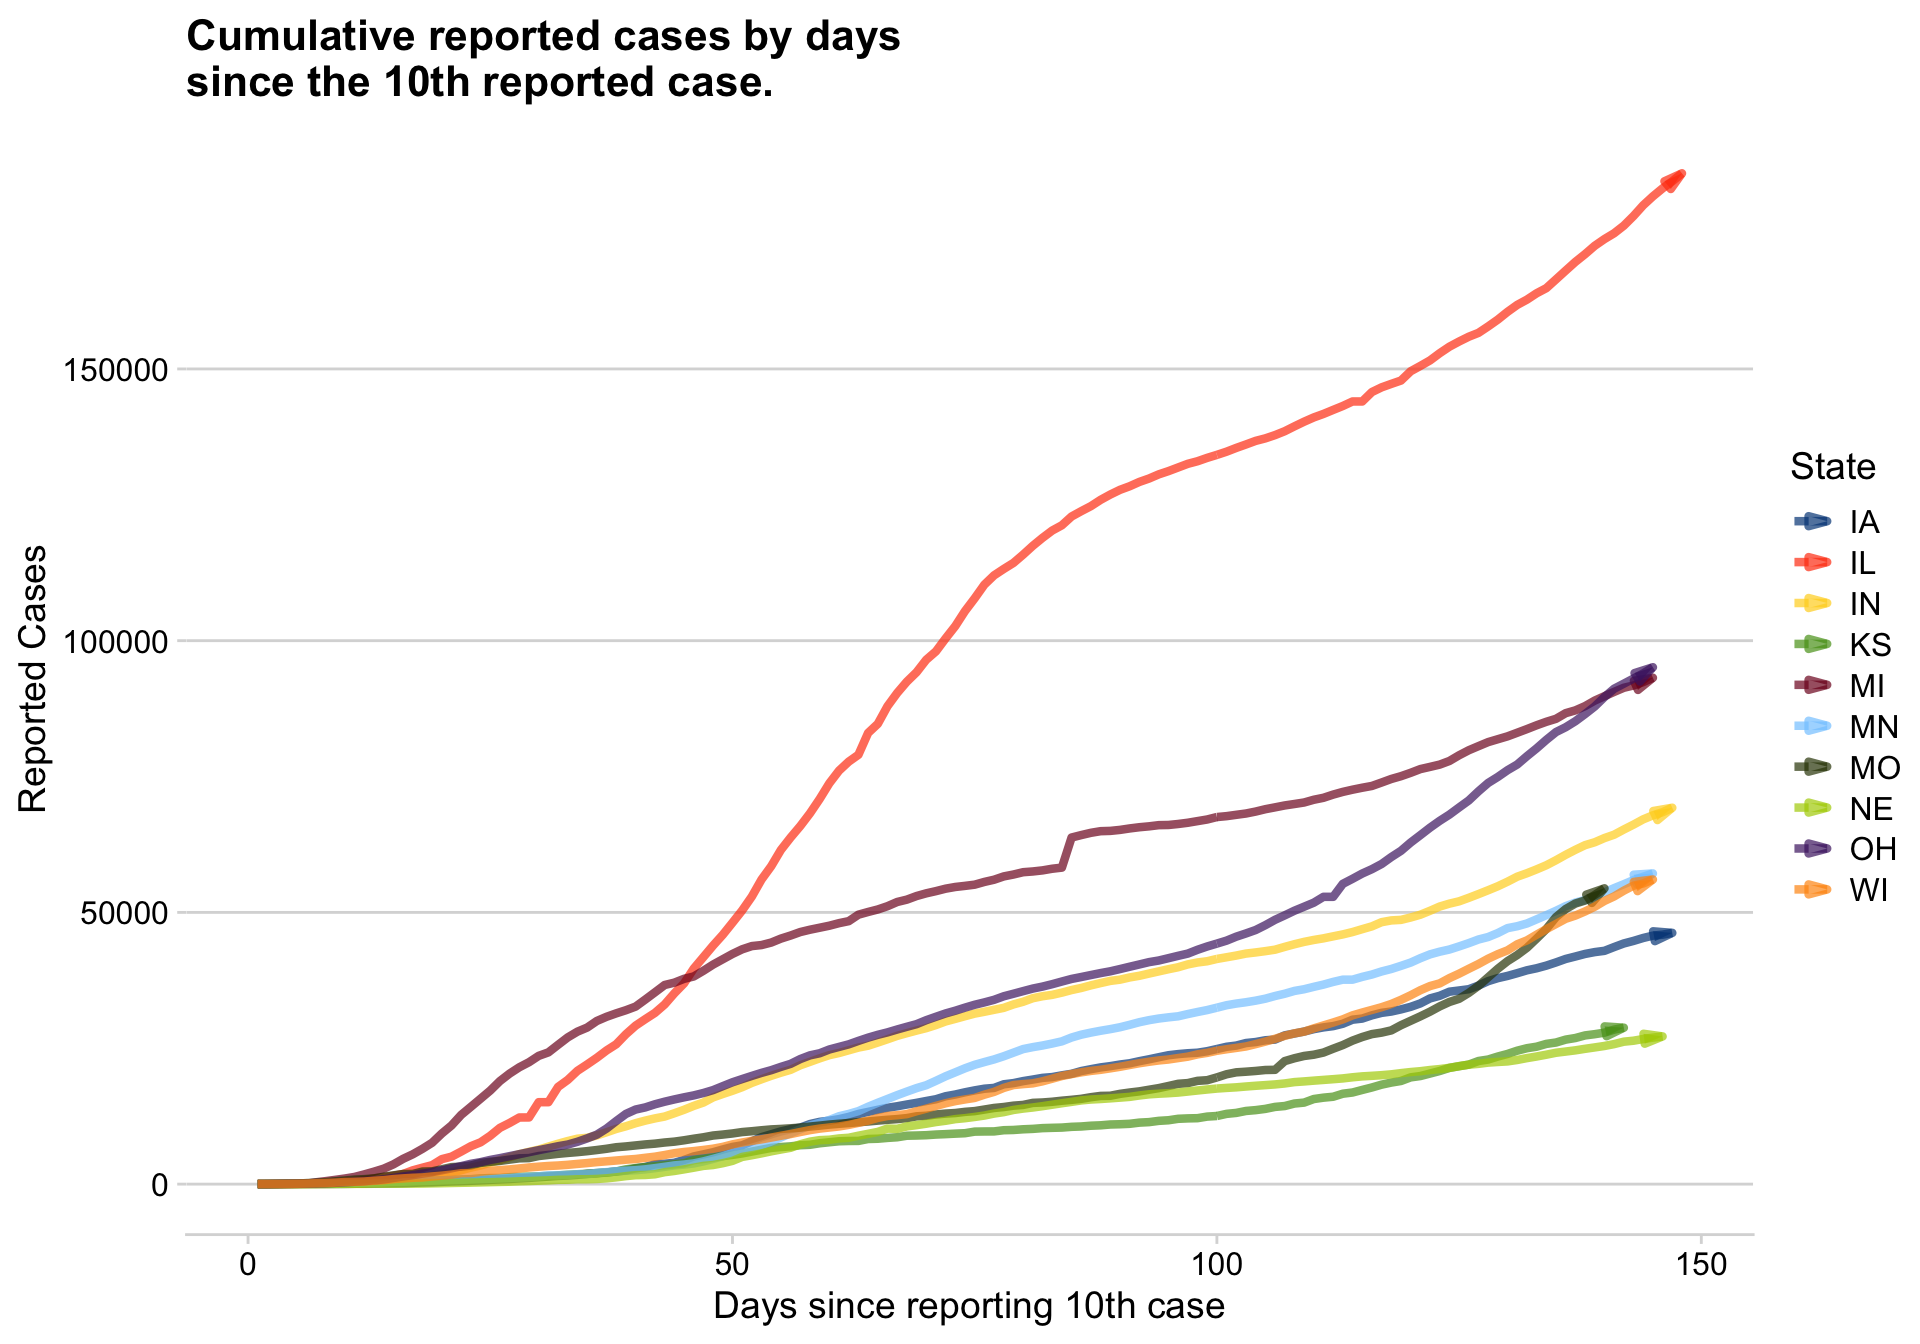 Cumulative reported cases by days
since the 10th reported case.
150000
100000
50000
0
Reported Cases
0 50 100 150
Days since reporting 10th case
State
IA
IL
IN
KS
MI
MN
MO
NE
OH
WI